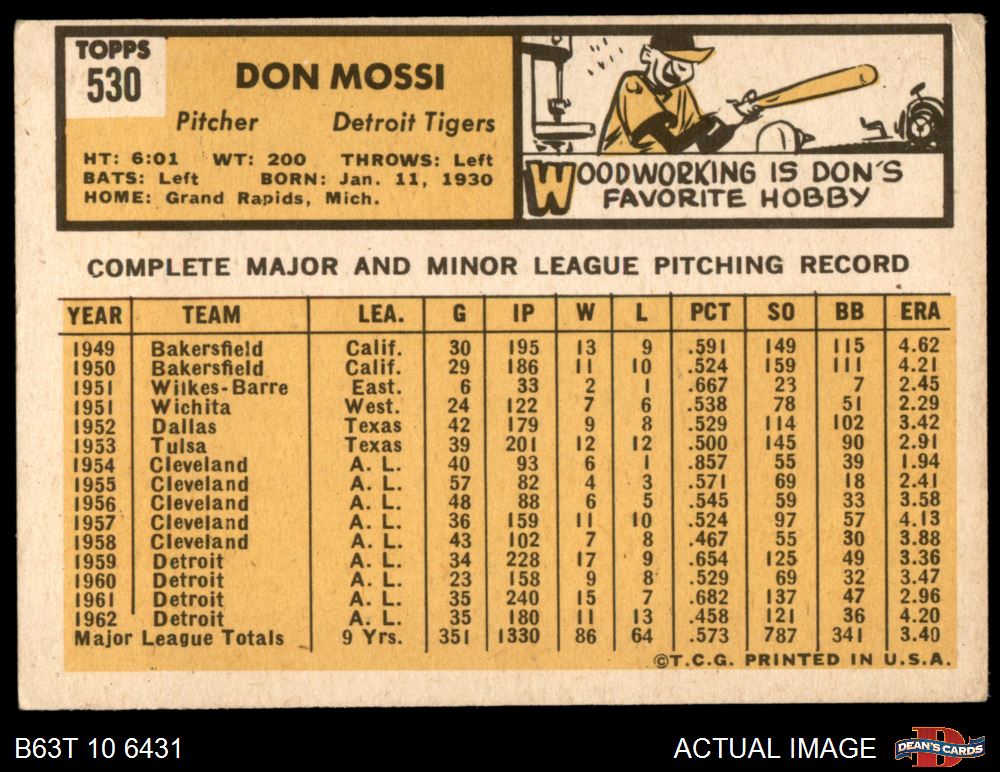 TOPPS
530
DON MOSSI
Pitcher Detroit Tigers
HT: 6:01 WT: 200 THROWS: Left
BATS: Left BORN: Jan. 11, 1930
HOME: Grand Rapids, Mich.
WOODWORKING IS DON'S
FAVORITE HOBBY
COMPLETE MAJOR AND MINOR LEAGUE PITCHING RECORD
YEAR TEAM LEA. G IP W L PCT SO BB ERA
1949 Bakersfield Calif. 30 195 13 9 .591 149 115 4.62
1950 Bakersfield Calif. 29 186 11 10 .524 159 111 4.21
1951 Wilkes-Barre East. 6 33 2 1 .667 23 7 2.45
1951 Wichita West. 24 122 7 6 .538 78 51 2.29
1952 Dallas Texas 42 179 9 8 .529 114 102 3.42
1953 Tulsa Texas 39 201 12 12 .500 145 90 2.91
1954 Cleveland A. L. 40 93 6 1 .857 55 39 1.94
1955 Cleveland A. L. 57 82 4 3 .571 69 18 2.41
1956 Cleveland A. L. 48 88 6 5 .545 59 33 3.58
1957 Cleveland A. L. 36 159 11 10 .524 97 57 4.13
1958 Cleveland A. L. 43 102 7 8 .467 55 30 3.88
1959 Detroit A. L. 34 228 17 9 .654 125 49 3.36
1960 Detroit A. L. 23 158 9 8 .529 69 32 3.47
1961 Detroit A. L. 35 240 15 7 .682 137 47 2.96
1962 Detroit A. L. 35 180 11 13 .458 121 36 4.20
Major League Totals 9 Yrs. 351 1330 86 64 .573 787 341 3.40
©T.C.G. PRINTED IN U.S.A.
B63T 10 6431 ACTUAL IMAGE
D
DEAN'S CARDS